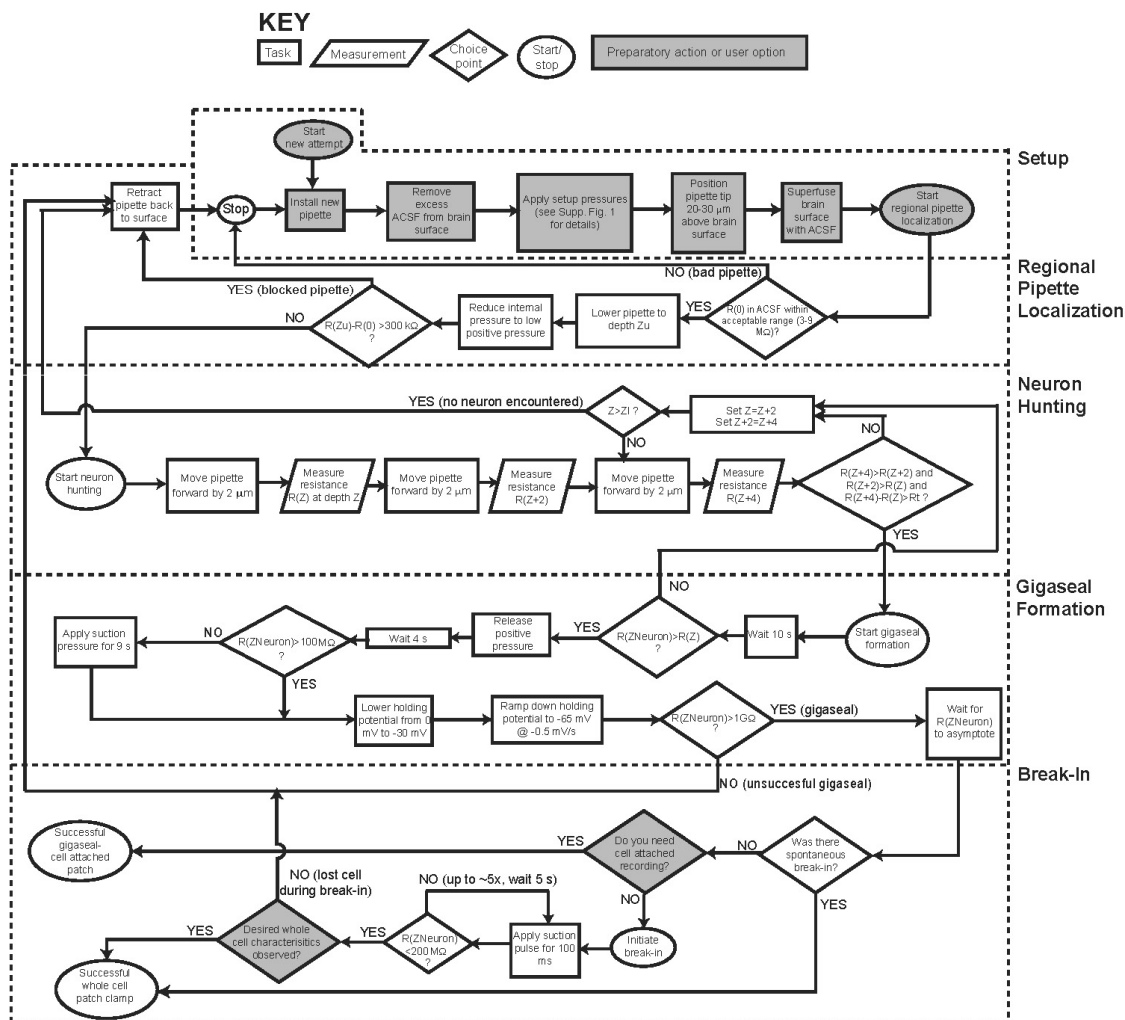 KEY
Task
Measurement
Choice
point
Start/
stop
Preparatory action or user option
Setup
Start
new attempt
Retract
pipette back
to surface
Stop
Install new
pipette
Remove
excess
ACSF from brain
surface
Apply setup pressures
(see Supp. Fig. 1
for details)
Position
pipette tip
20-30 μm
above brain
surface
Superfuse
brain
surface
with ACSF
Start
regional pipette
localization
Regional
Pipette
Localization
NO (bad pipette)
YES (blocked pipette)
R(0) in ACSF within
acceptable range (3-9
MΩ)?
YES
Lower pipette to
depth Zu
Reduce internal
pressure to low
positive pressure
R(Zu)-R(0) >300 kΩ
?
NO
Neuron
Hunting
YES (no neuron encountered)
Z>Zl ?
Set Z=Z+2
Set Z+2=Z+4
NO
NO
Start neuron
hunting
Move pipette
forward by 2 μm
Measure
resistance
R(Z) at depth Z
Move pipette
forward by 2 μm
Measure
resistance
R(Z+2)
Move pipette
forward by 2 μm
Measure
resistance
R(Z+4)
R(Z+4)>R(Z+2) and
R(Z+2)>R(Z) and
R(Z+4)-R(Z)>Rt ?
YES
Gigaseal
Formation
NO
Start gigaseal
formation
Wait 10 s
R(ZNeuron)>R(Z)
?
YES
Release
positive
pressure
Wait 4 s
R(ZNeuron)>100MΩ
?
NO
Apply suction
pressure for 9 s
YES
Lower holding
potential from 0
mV to -30 mV
Ramp down holding
potential to -65 mV
@ -0.5 mV/s
R(ZNeuron)>1GΩ
?
YES (gigaseal)
Wait for
R(ZNeuron)
to asymptote
Break-In
NO (unsuccesful gigaseal)
Successful
gigaseal-
cell attached
patch
YES
Do you need
cell attached
recording?
NO
Was there
spontaneous
break-in?
YES
NO (lost cell
during break-in)
NO (up to ~5x, wait 5 s)
NO
YES
Desired whole
cell characterisitics
observed?
YES
R(ZNeuron)
<200MΩ
?
Apply suction
pulse for 100
ms
Initiate
break-in
Successful
whole cell
patch clamp